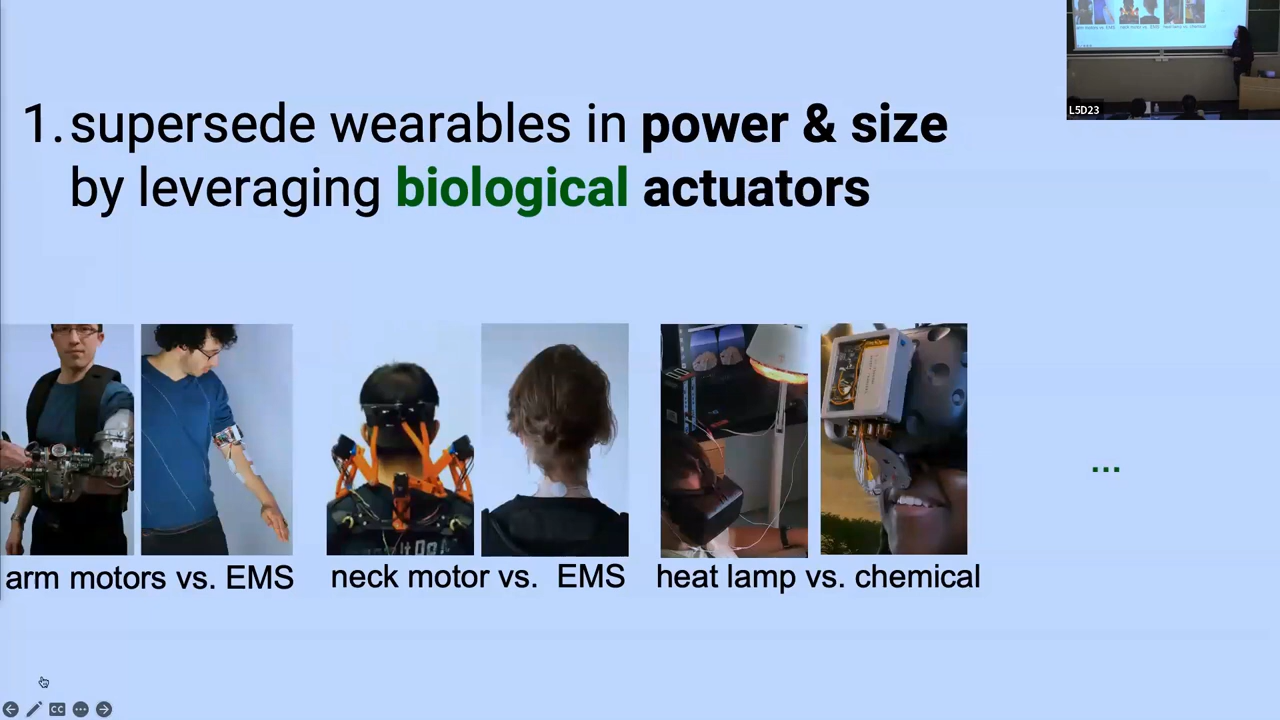 1. supersede wearables in power & size
by leveraging biological actuators
L5D23
...
arm motors vs. EMS
neck motor vs. EMS
heat lamp vs. chemical
CC